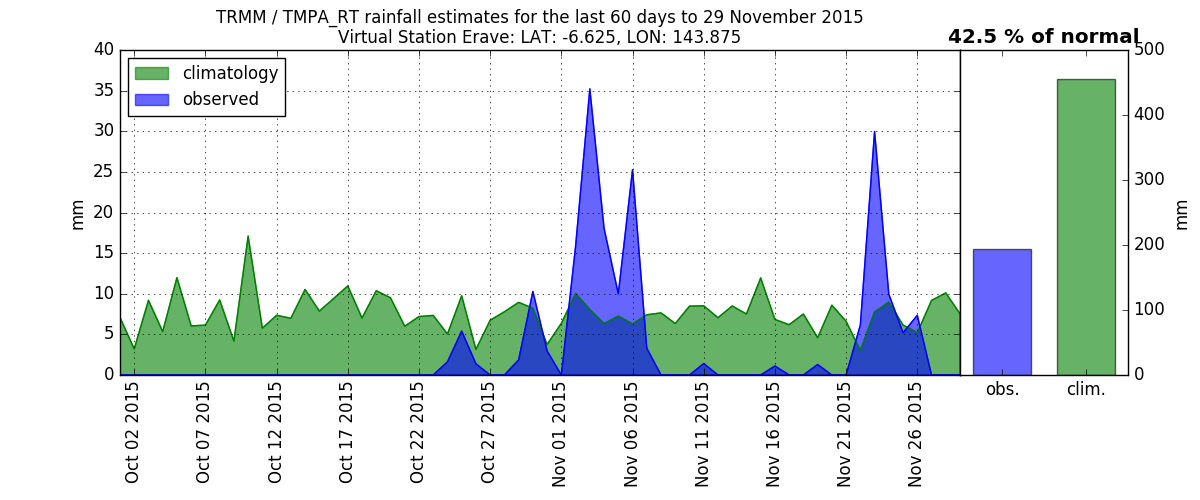 TRMM / TMPA_RT rainfall estimates for the last 60 days to 29 November 2015
Virtual Station Erave: LAT: -6.625, LON: 143.875
42.5 % of normal
climatology
observed
mm
40
35
30
25
20
15
10
5
0
Oct 02 2015
Oct 07 2015
Oct 12 2015
Oct 17 2015
Oct 22 2015
Oct 27 2015
Nov 01 2015
Nov 06 2015
Nov 11 2015
Nov 16 2015
Nov 21 2015
Nov 26 2015
obs.
clim.
500
400
300
200
100
0
mm